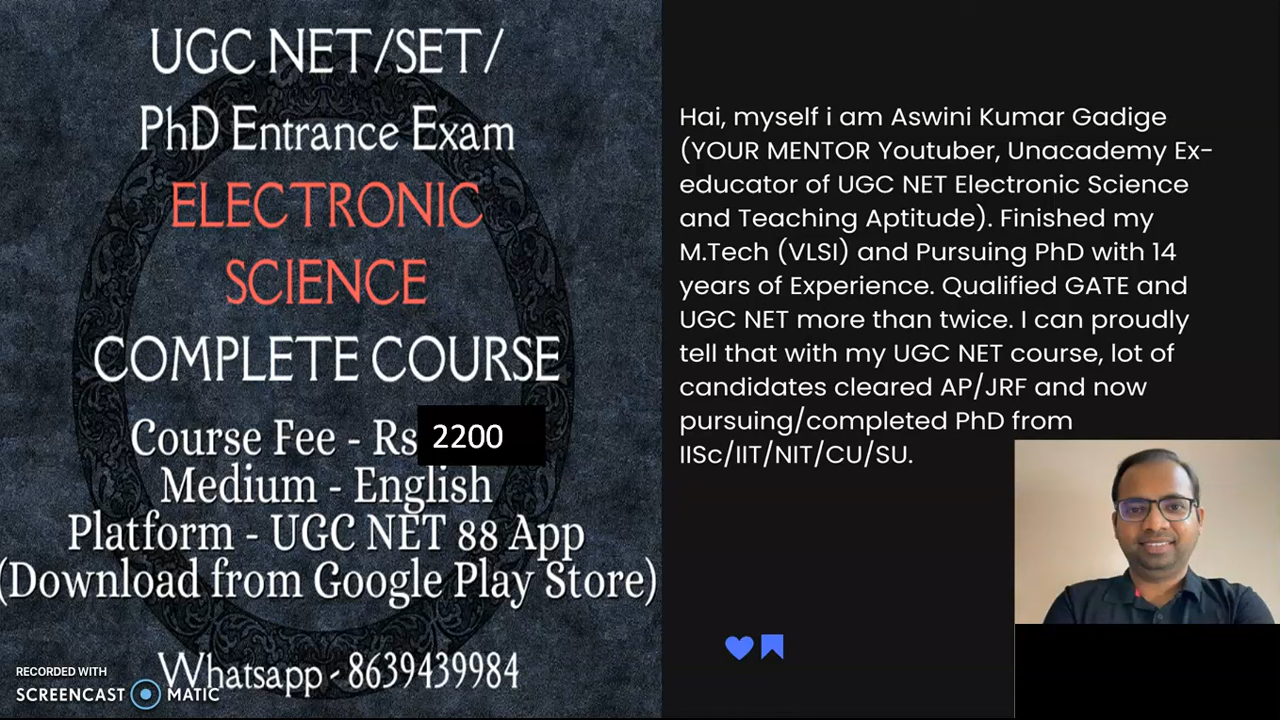 UGC NET/SET/
PhD Entrance Exam
ELECTRONIC
SCIENCE
COMPLETE COURSE
Course Fee - Rs 2200
Medium - English
Platform - UGC NET 88 App
(Download from Google Play Store)
Whatsapp - 8639439984
RECORDED WITH
SCREENCAST MATIC
Hai, myself i am Aswini Kumar Gadige
(YOUR MENTOR Youtuber, Unacademy Ex-
educator of UGC NET Electronic Science
and Teaching Aptitude). Finished my
M.Tech (VLSI) and Pursuing PhD with 14
years of Experience. Qualified GATE and
UGC NET more than twice. I can proudly
tell that with my UGC NET course, lot of
candidates cleared AP/JRF and now
pursuing/completed PhD from
IISc/IIT/NIT/CU/SU.